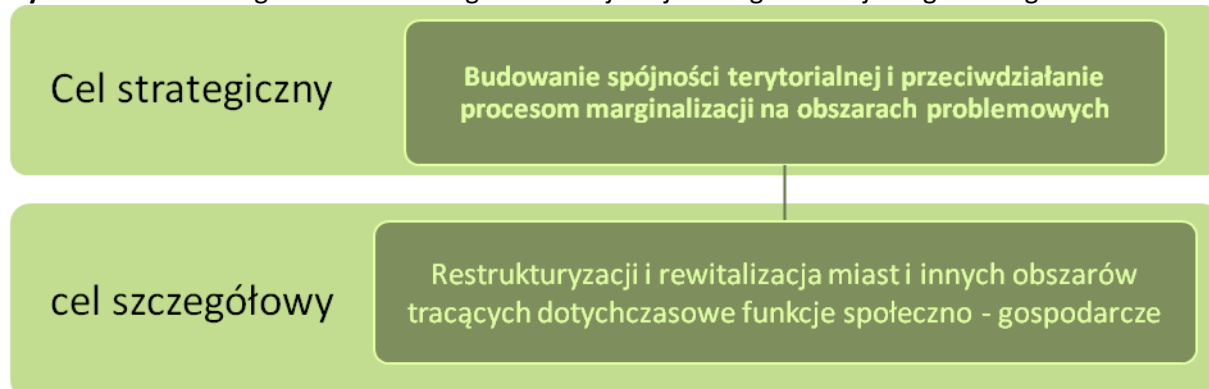 Cel strategiczny
Budowanie spójności terytorialnej i przeciwdziałanie
procesom marginalizacji na obszarach problemowych
cel szczegółowy
Restrukturyzacji i rewitalizacja miast i innych obszarów
tracących dotychczasowe funkcje społeczno - gospodarcze